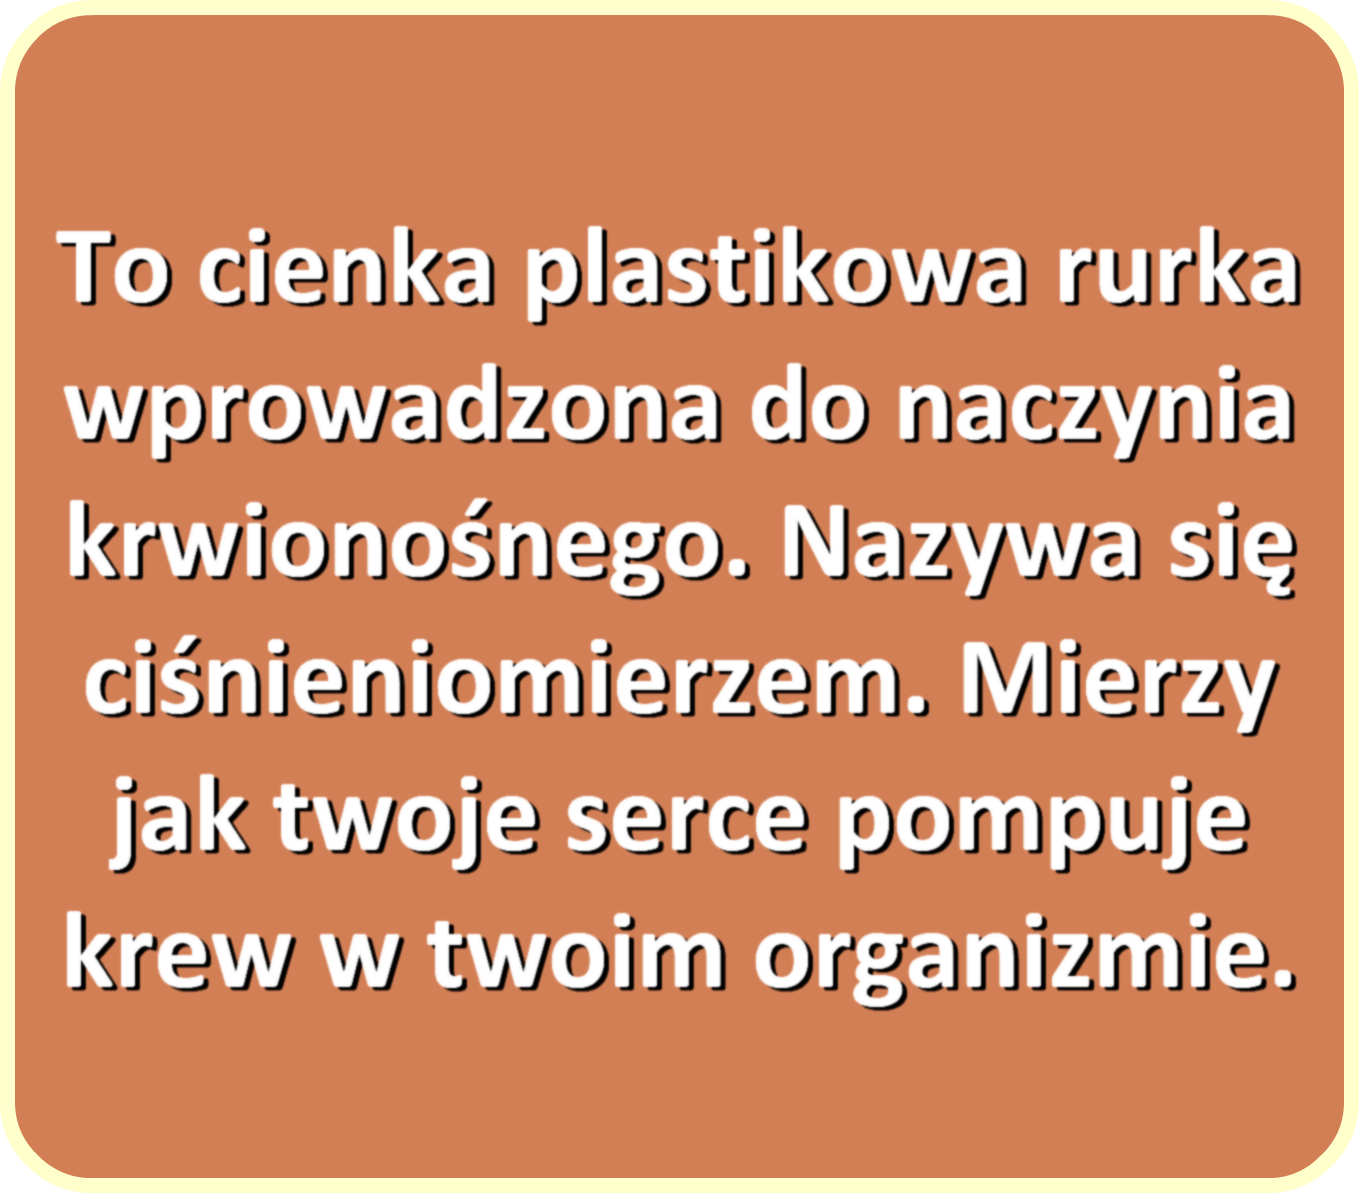 To cienka plastikowa rurka
wprowadzona do naczynia
krwionośnego. Nazywa się
ciśnieniomierzem. Mierzy
jak twoje serce pompuje
krew w twoim organizmie.